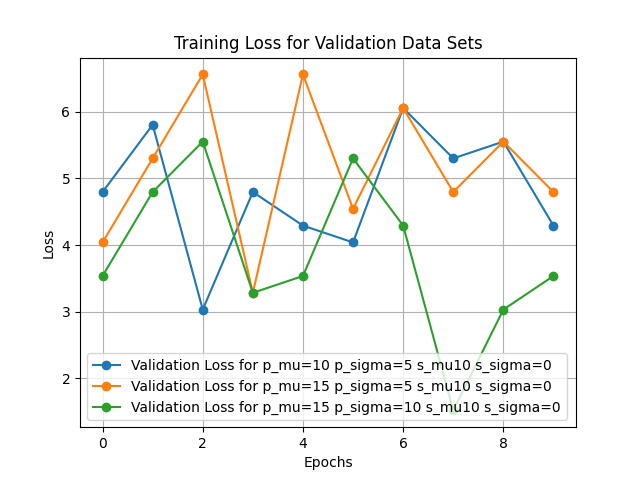 Training Loss for Validation Data Sets
6
5
4
3
2
Loss
Validation Loss for p_mu=10 p_sigma=5 s_mu10 s_sigma=0
Validation Loss for p_mu=15 p_sigma=5 s_mu10 s_sigma=0
Validation Loss for p_mu=15 p_sigma=10 s_mu10 s_sigma=0
0 2 4 6 8
Epochs